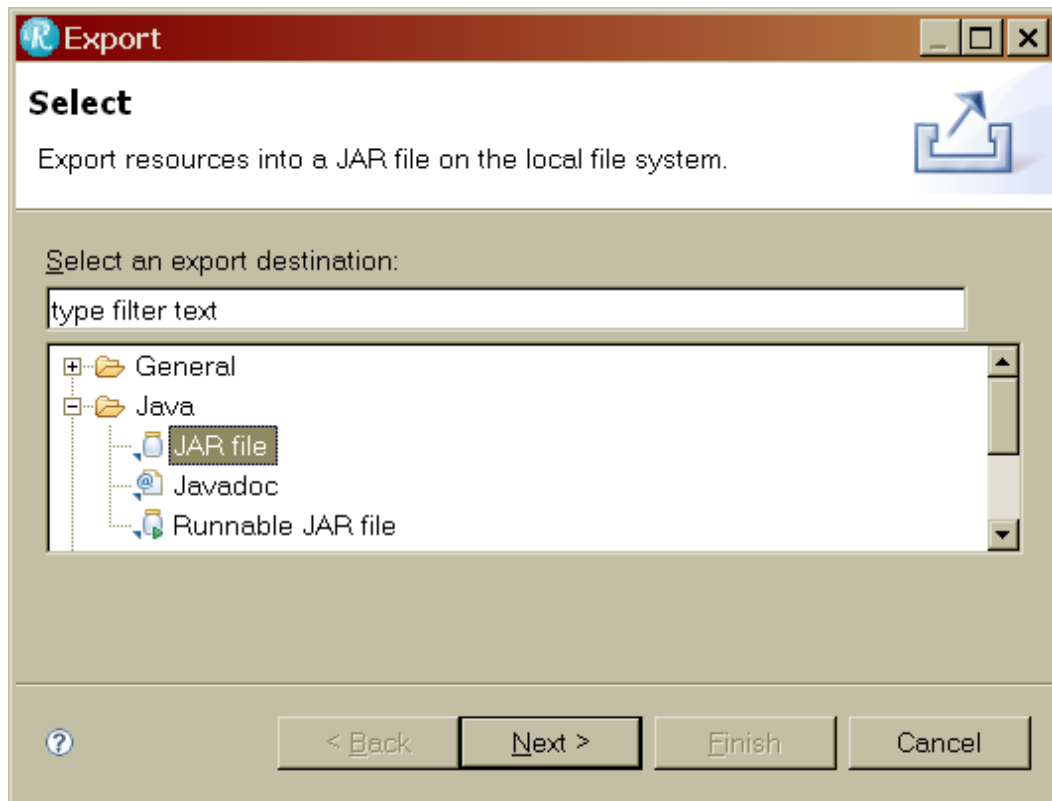 Export
Select
Export resources into a JAR file on the local file system.
Select an export destination:
type filter text
General
Java
JAR file
Javadoc
Runnable JAR file
< Back Next > Finish Cancel